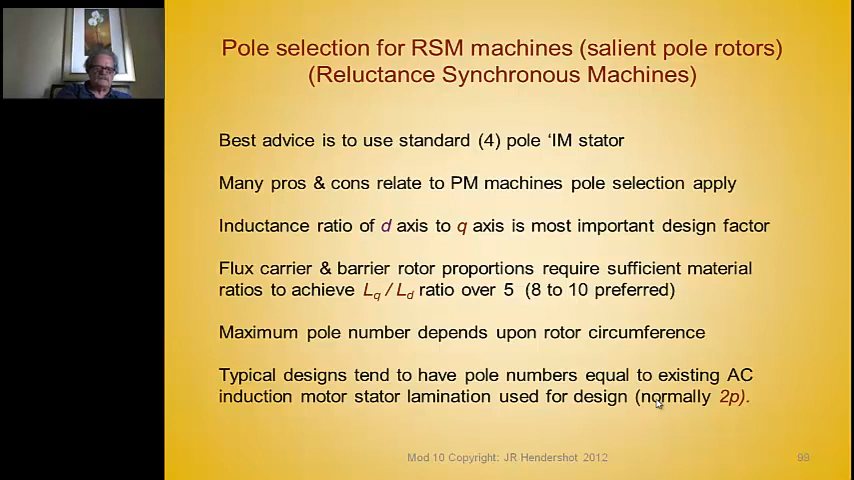 Pole selection for RSM machines (salient pole rotors)
(Reluctance Synchronous Machines)
Best advice is to use standard (4) pole ‘IM stator
Many pros & cons relate to PM machines pole selection apply
Inductance ratio of d axis to q axis is most important design factor
Flux carrier & barrier rotor proportions require sufficient material
ratios to achieve Lq / Ld ratio over 5 (8 to 10 preferred)
Maximum pole number depends upon rotor circumference
Typical designs tend to have pole numbers equal to existing AC
induction motor stator lamination used for design (normally 2p).
Mod 10 Copyright: JR Hendershot 2012
99